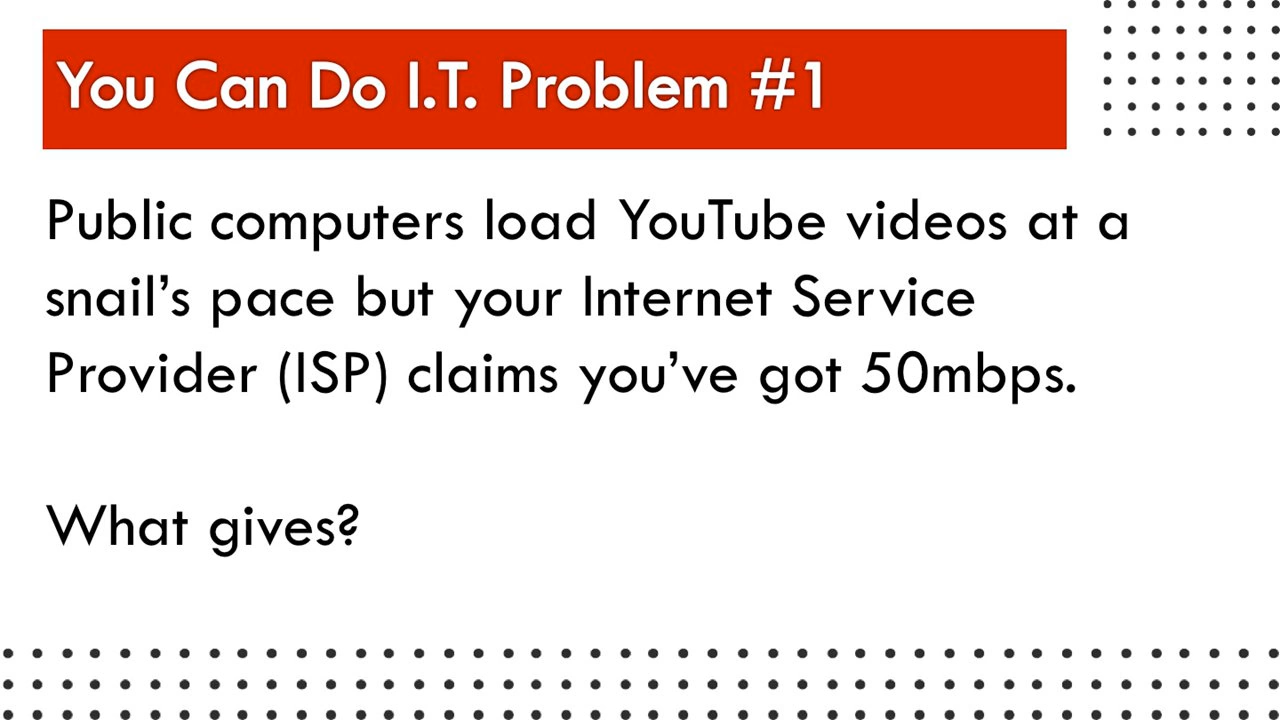 You Can Do I.T. Problem #1
Public computers load YouTube videos at a
snail’s pace but your Internet Service
Provider (ISP) claims you’ve got 50mbps.
What gives?